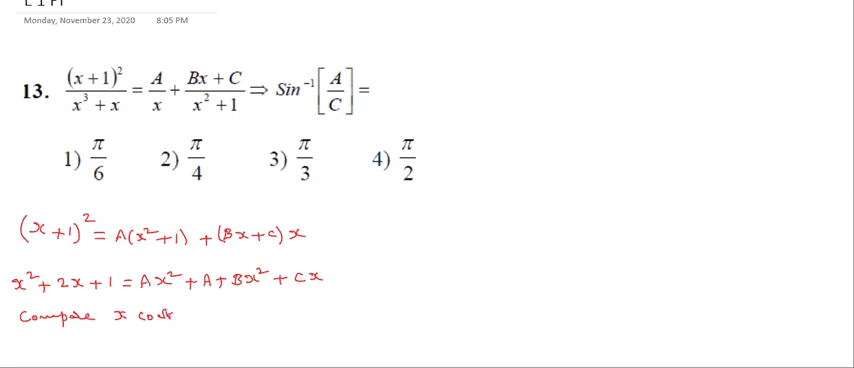 Monday, November 23, 2020 8:05 PM
13. (x+1)²/(x³+x) = A/x + (Bx+C)/(x²+1) ⇒ Sin⁻¹[A/C] =
1) π/6 2) π/4 3) π/3 4) π/2
(x+1)² = A(x²+1) + (Bx+c)x
x²+2x+1 = Ax²+A+Bx²+cx
Compare x